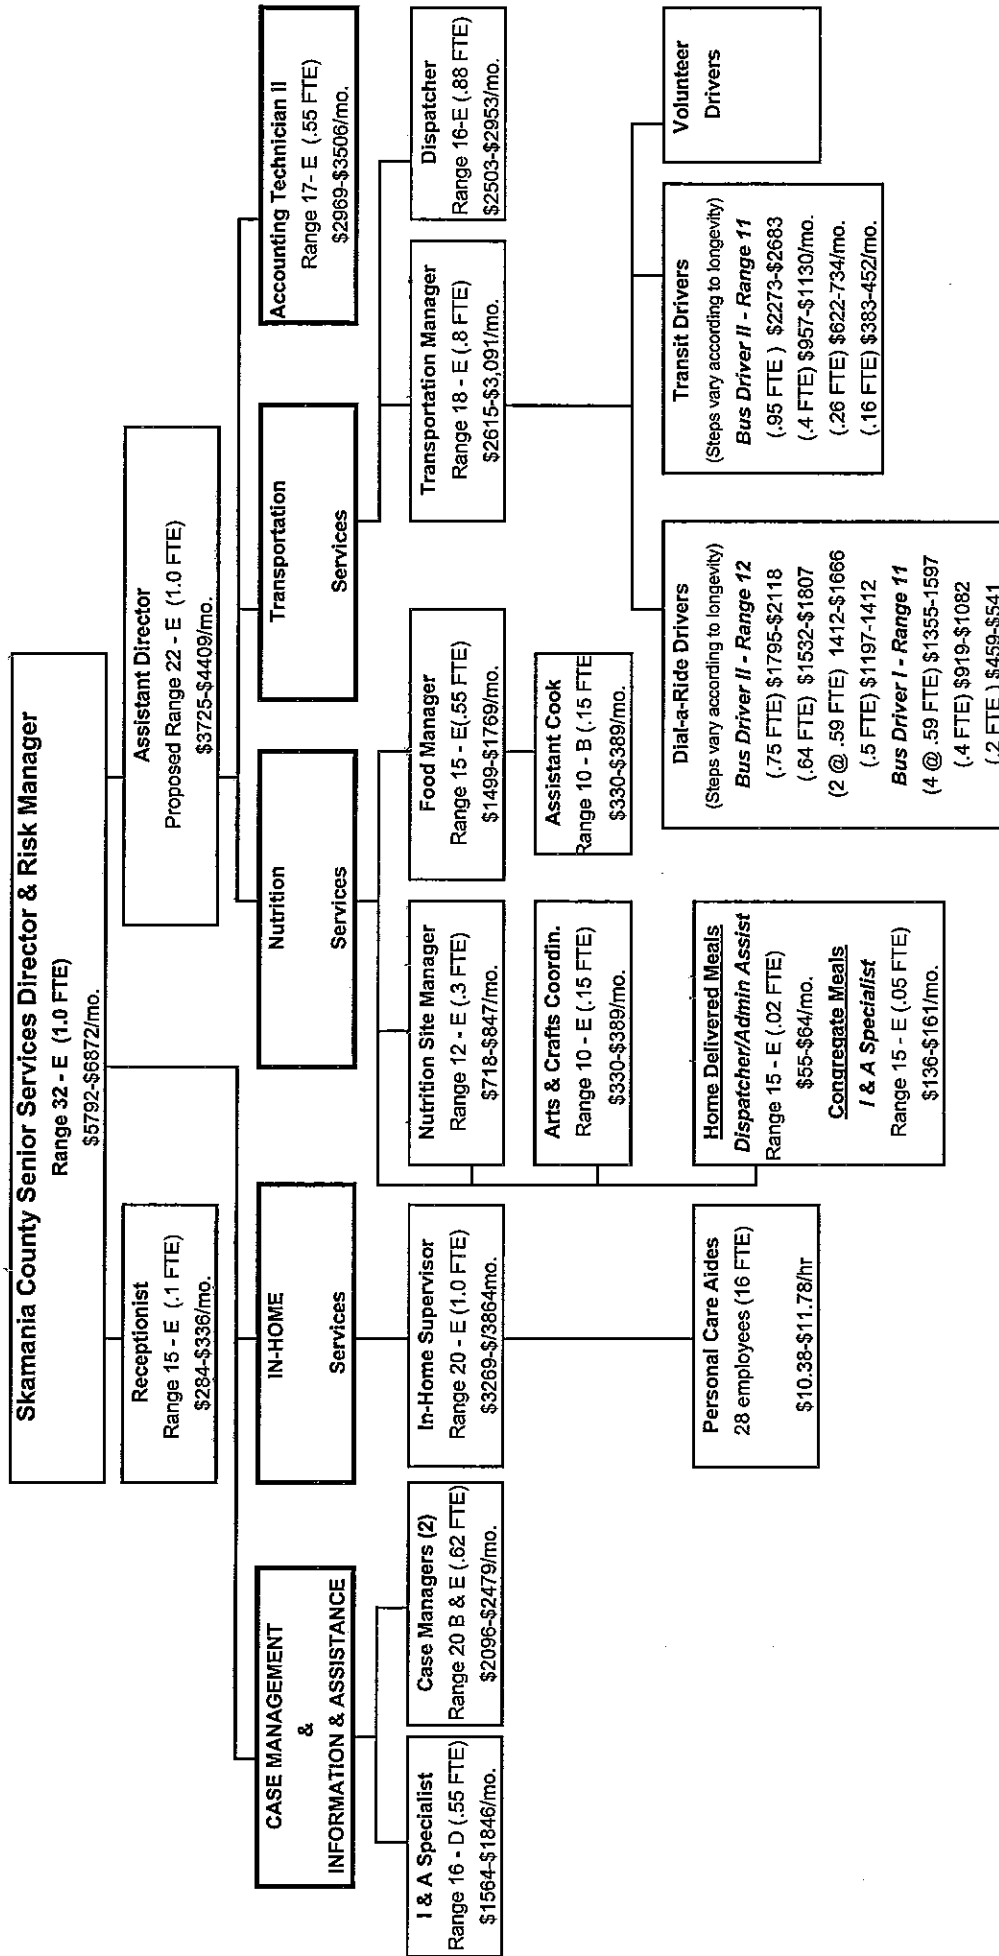 Skamania County Senior Services Director & Risk Manager
Range 32 - E (1.0 FTE)
$5792-$6872/mo.
Receptionist
Range 15 - E (.1 FTE)
$284-$336/mo.
Assistant Director
Proposed Range 22 - E (1.0 FTE)
$3725-$4409/mo.
CASE MANAGEMENT
&
INFORMATION & ASSISTANCE
IN-HOME
Services
Nutrition
Services
Transportation
Services
Accounting Technician II
Range 17- E (.55 FTE)
$2969-$3506/mo.
I & A Specialist
Range 16 - D (.55 FTE)
$1564-$1846/mo.
Case Managers (2)
Range 20 B & E (.62 FTE)
$2096-$2479/mo.
In-Home Supervisor
Range 20 - E (1.0 FTE)
$3269-$/3864mo.
Nutrition Site Manager
Range 12 - E (.3 FTE)
$718-$847/mo.
Food Manager
Range 15 - E(.55 FTE)
$1499-$1769/mo.
Transportation Manager
Range 18 - E (.8 FTE)
$2615-$3,091/mo.
Dispatcher
Range 16-E (.88 FTE)
$2503-$2953/mo.
Arts & Crafts Coordin.
Range 10 - E (.15 FTE)
$330-$389/mo.
Assistant Cook
Range 10 - B (.15 FTE
$330-$389/mo.
Personal Care Aides
28 employees (16 FTE)
$10.38-$11.78/hr
Home Delivered Meals
Dispatcher/Admin Assist
Range 15 - E (.02 FTE)
$55-$64/mo.
Congregate Meals
I & A Specialist
Range 15 - E (.05 FTE)
$136-$161/mo.
Dial-a-Ride Drivers
(Steps vary according to longevity)
Bus Driver II - Range 12
(.75 FTE) $1795-$2118
(.64 FTE) $1532-$1807
(2 @ .59 FTE) 1412-$1666
(.5 FTE) $1197-1412
Bus Driver I - Range 11
(4 @ .59 FTE) $1355-1597
(.4 FTE) $919-$1082
(.2 FTE ) $459-$541
Transit Drivers
(Steps vary according to longevity)
Bus Driver II - Range 11
(.95 FTE ) $2273-$2683
(.4 FTE) $957-$1130/mo.
(.26 FTE) $622-734/mo.
(.16 FTE) $383-452/mo.
Volunteer
Drivers